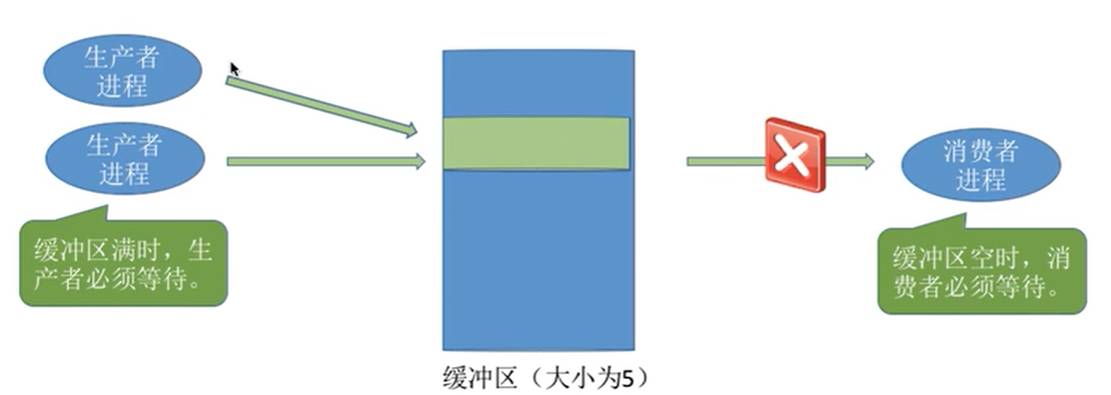 生产者
进程
生产者
进程
缓冲区满时，生
产者必须等待。
消费者
进程
缓冲区空时，消
费者必须等待。
缓冲区（大小为5）